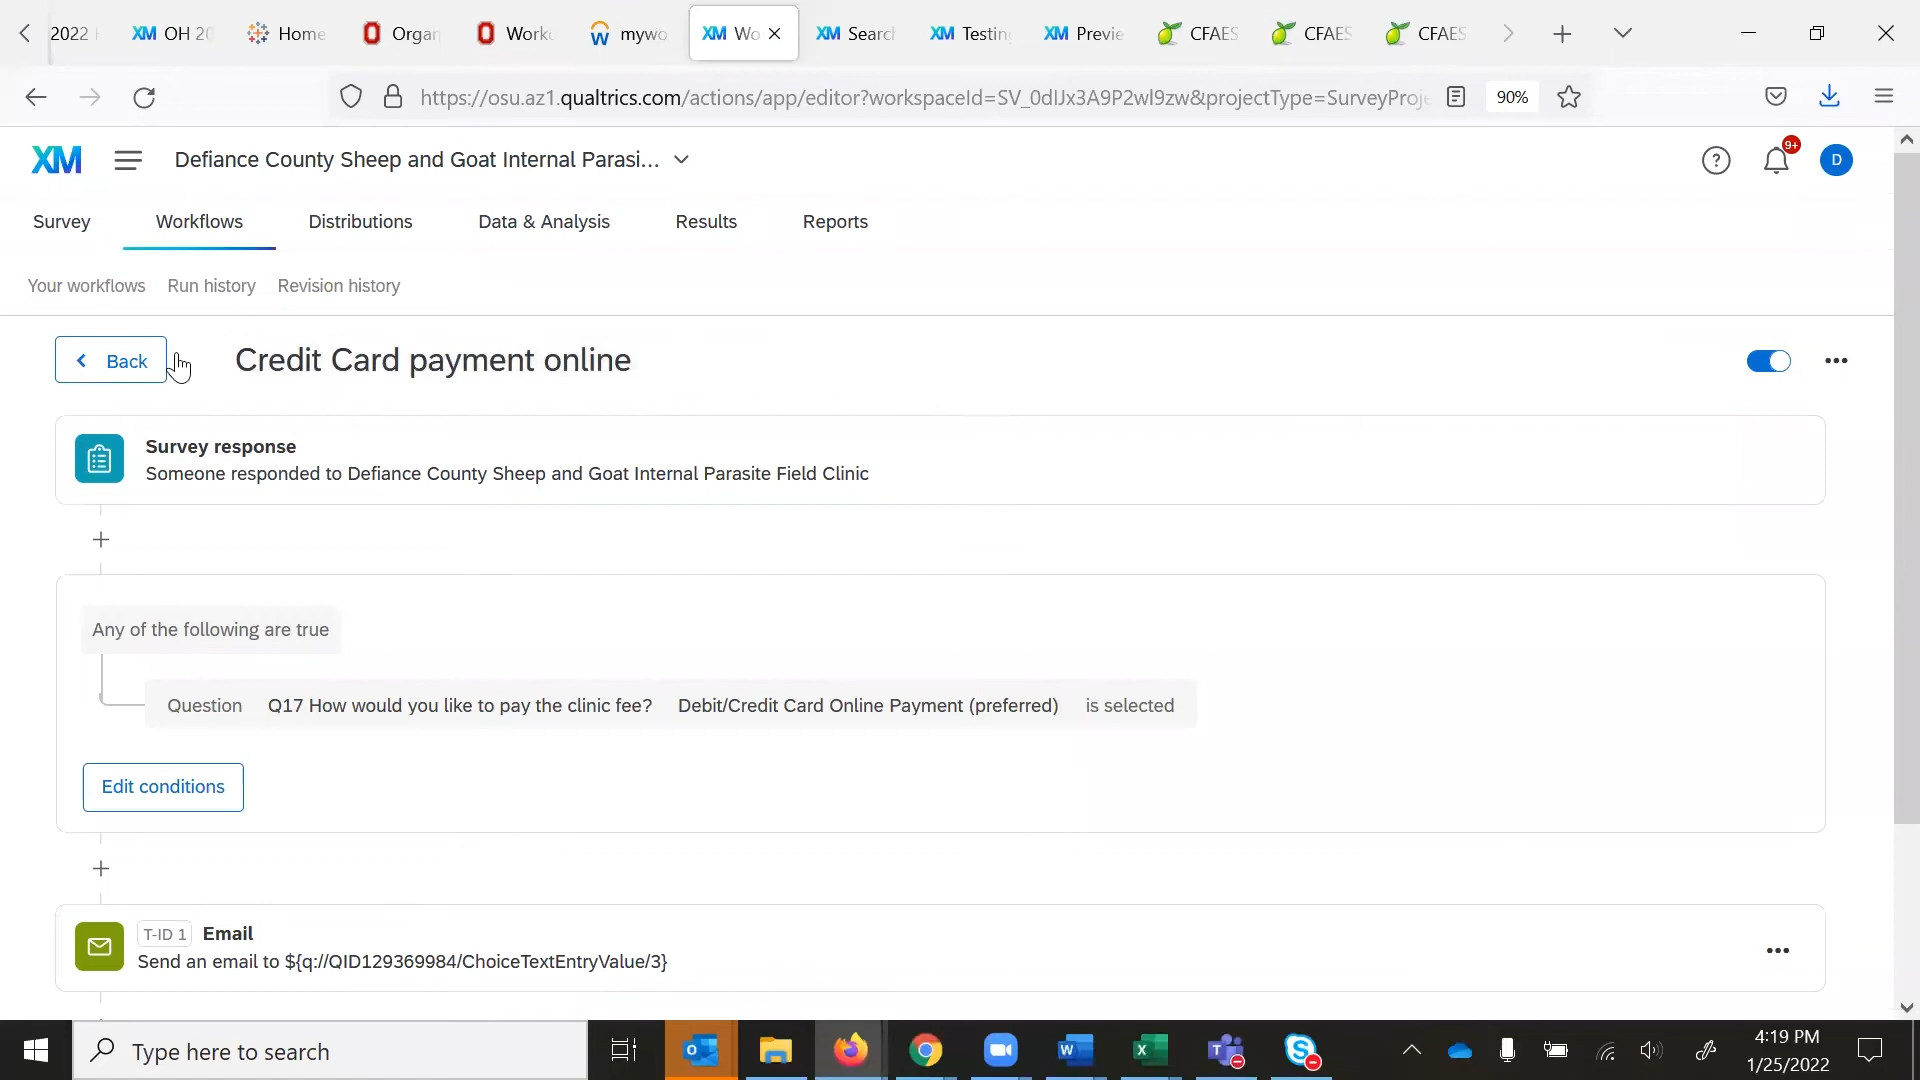 2022
XM OH 20
Home
Organ
Work
mywo
XM Wo
XM Search
XM Testing
XM Previe
CFAES
CFAES
CFAES
https://osu.az1.qualtrics.com/actions/app/editor?workspaceId=SV_0dIJx3A9P2wl9zw&projectType=SurveyProje
90%
XM
Defiance County Sheep and Goat Internal Parasi...
?
9+
D
Survey
Workflows
Distributions
Data & Analysis
Results
Reports
Your workflows
Run history
Revision history
Back
Credit Card payment online
Survey response
Someone responded to Defiance County Sheep and Goat Internal Parasite Field Clinic
Any of the following are true
Question Q17 How would you like to pay the clinic fee? Debit/Credit Card Online Payment (preferred) is selected
Edit conditions
T-ID 1 Email
Send an email to ${q://QID129369984/ChoiceTextEntryValue/3}
Type here to search
4:19 PM
1/25/2022